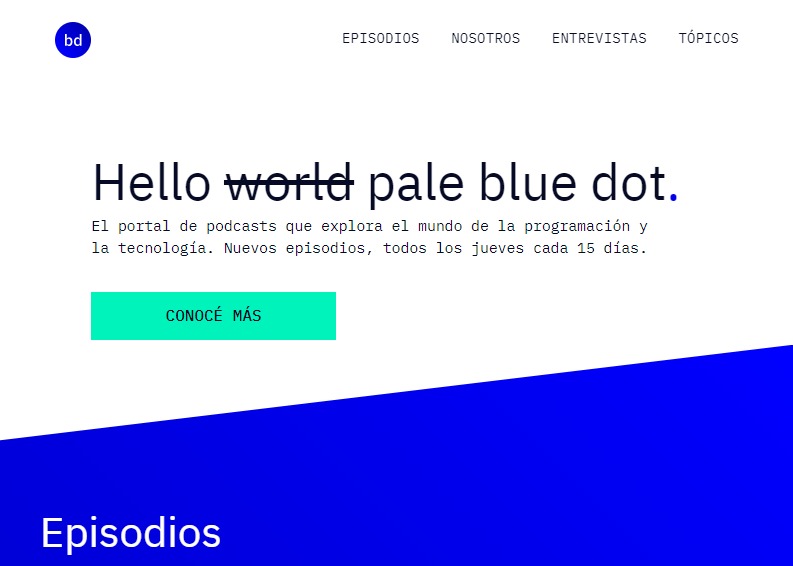 bd
EPISODIOS NOSOTROS ENTREVISTAS TÓPICOS
Hello world pale blue dot.
El portal de podcasts que explora el mundo de la programación y
la tecnología. Nuevos episodios, todos los jueves cada 15 días.
CONOCÉ MÁS
Episodios